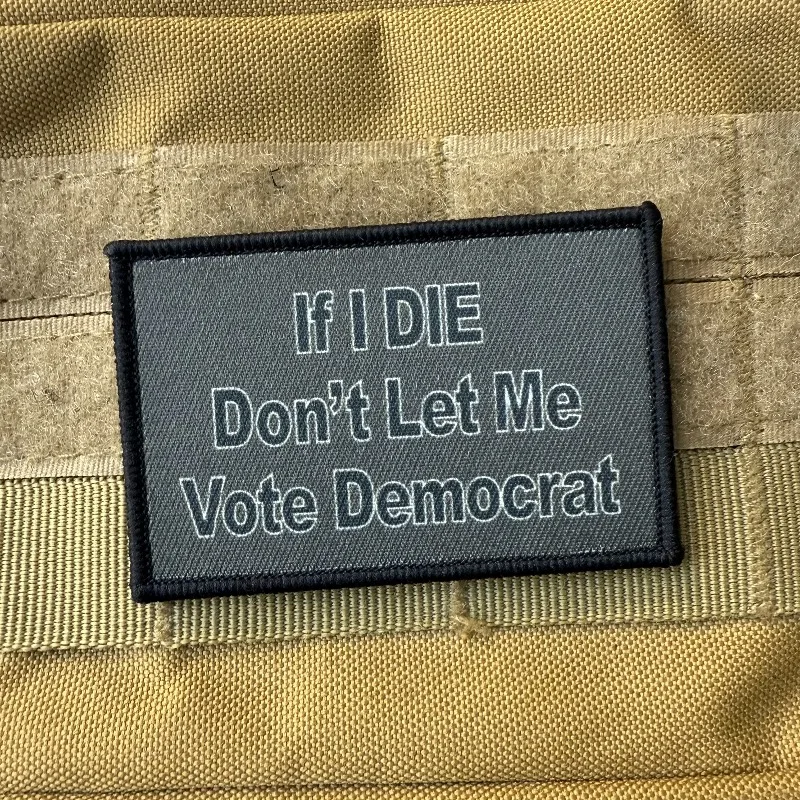 If I DIE
Don't Let Me
Vote Democrat